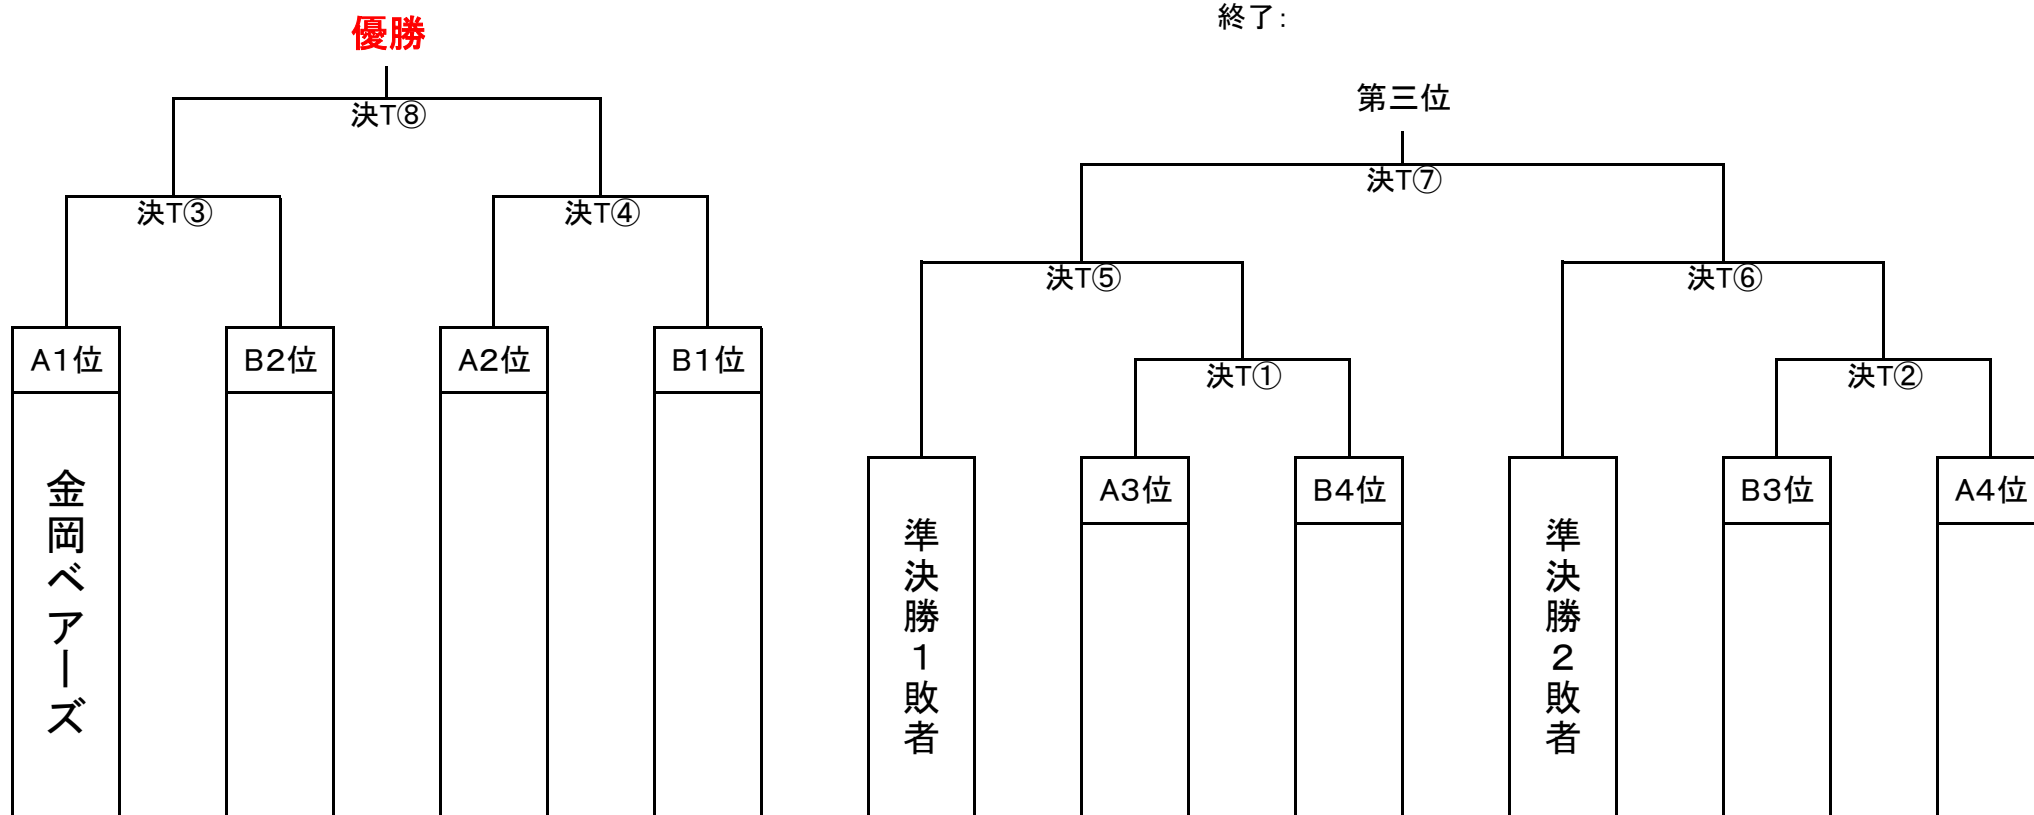 終了：
優勝
第三位
決T⑧
決T⑦
決T③
決T④
決T⑤
決T⑥
A1位
B2位
A2位
B1位
決T①
決T②
A3位
B4位
B3位
A4位
金岡ベアーズ
準決勝1敗者
準決勝2敗者